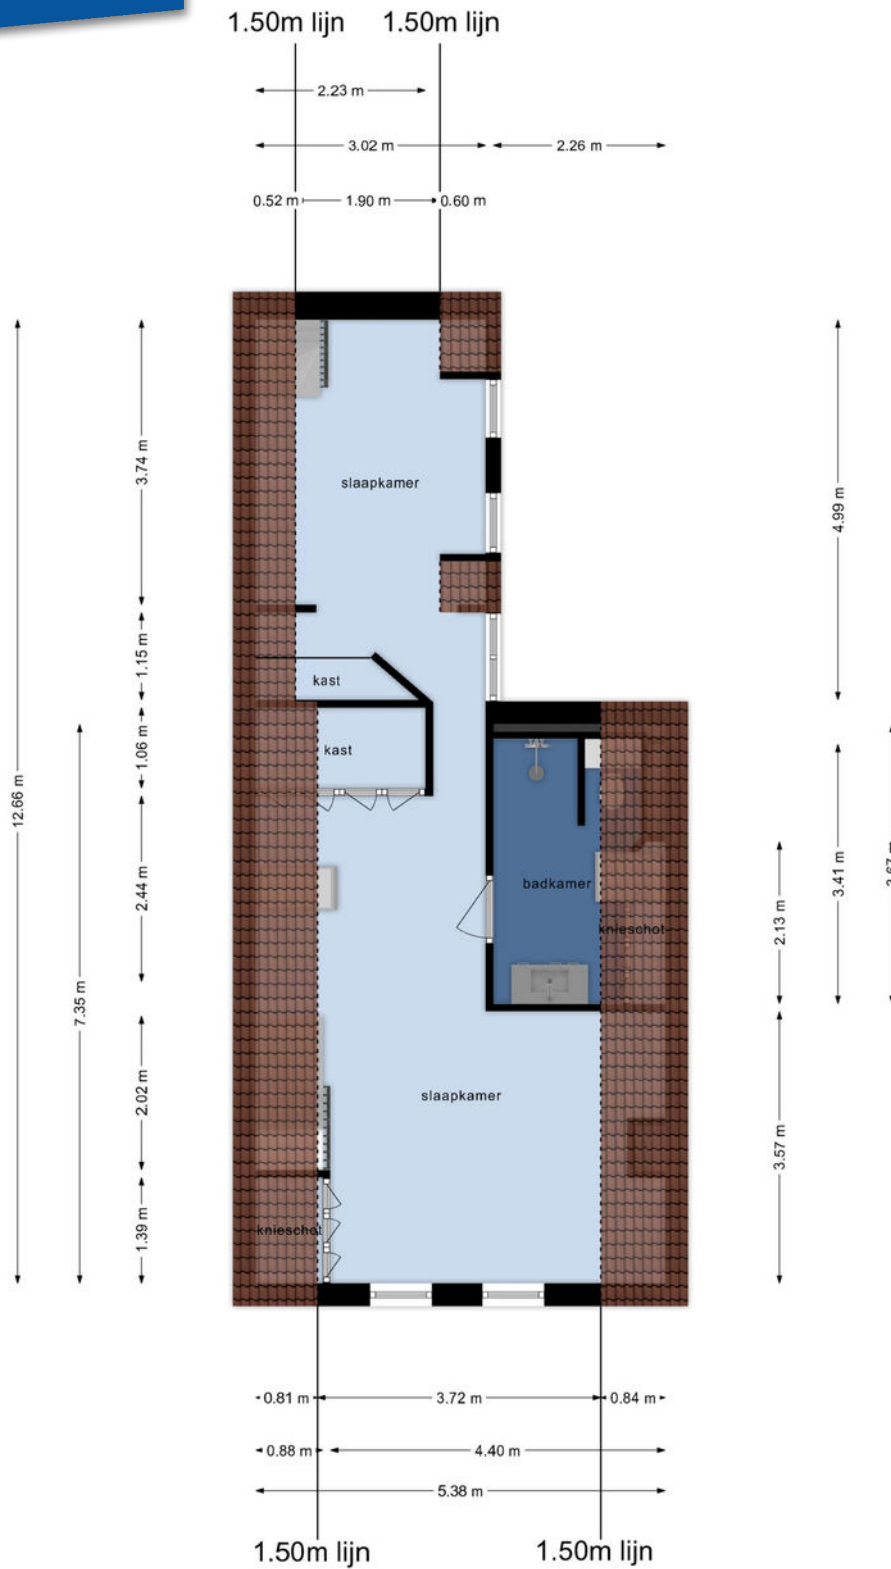 1.50m lijn 1.50m lijn
2.23 m
3.02 m 2.26 m
0.52 m 1.90 m 0.60 m
3.74 m
slaapkamer
4.99 m
1.15 m
kast
1.06 m
kast
12.66 m
2.44 m
badkamer
3.41 m
2.13 m
knieschot
7.35 m
2.02 m
slaapkamer
3.57 m
1.39 m
knieschot
0.81 m 3.72 m 0.84 m
0.88 m 4.40 m
5.38 m
1.50m lijn 1.50m lijn